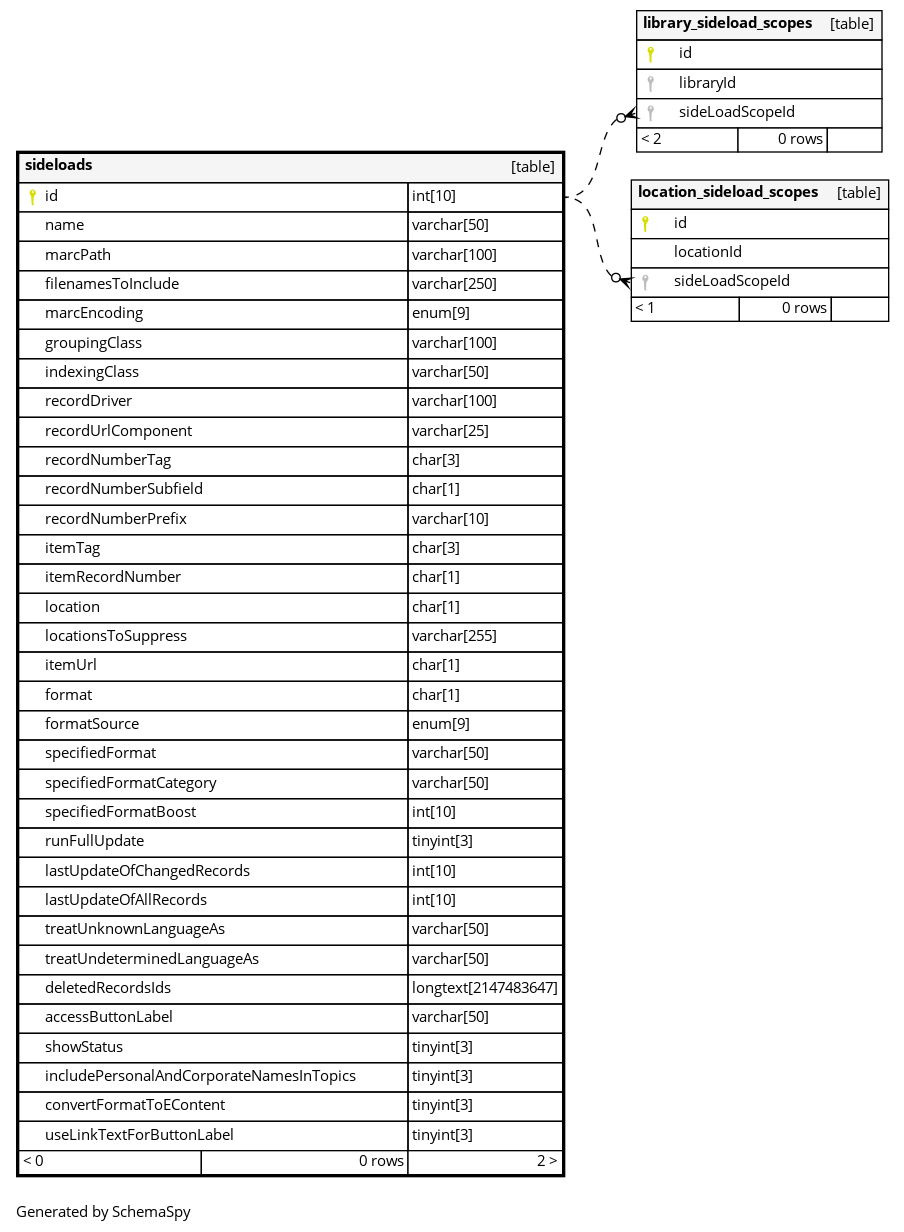 library_sideload_scopes [table]
id
libraryId
sideLoadScopeId
< 2 0 rows
location_sideload_scopes [table]
id
locationId
sideLoadScopeId
< 1 0 rows
sideloads [table]
id int[10]
name varchar[50]
marcPath varchar[100]
filenamesToInclude varchar[250]
marcEncoding enum[9]
groupingClass varchar[100]
indexingClass varchar[50]
recordDriver varchar[100]
recordUrlComponent varchar[25]
recordNumberTag char[3]
recordNumberSubfield char[1]
recordNumberPrefix varchar[10]
itemTag char[3]
itemRecordNumber char[1]
location char[1]
locationsToSuppress varchar[255]
itemUrl char[1]
format char[1]
formatSource enum[9]
specifiedFormat varchar[50]
specifiedFormatCategory varchar[50]
specifiedFormatBoost int[10]
runFullUpdate tinyint[3]
lastUpdateOfChangedRecords int[10]
lastUpdateOfAllRecords int[10]
treatUnknownLanguageAs varchar[50]
treatUndeterminedLanguageAs varchar[50]
deletedRecordsIds longtext[2147483647]
accessButtonLabel varchar[50]
showStatus tinyint[3]
includePersonalAndCorporateNamesInTopics tinyint[3]
convertFormatToEContent tinyint[3]
useLinkTextForButtonLabel tinyint[3]
< 0 0 rows 2 >
Generated by SchemaSpy